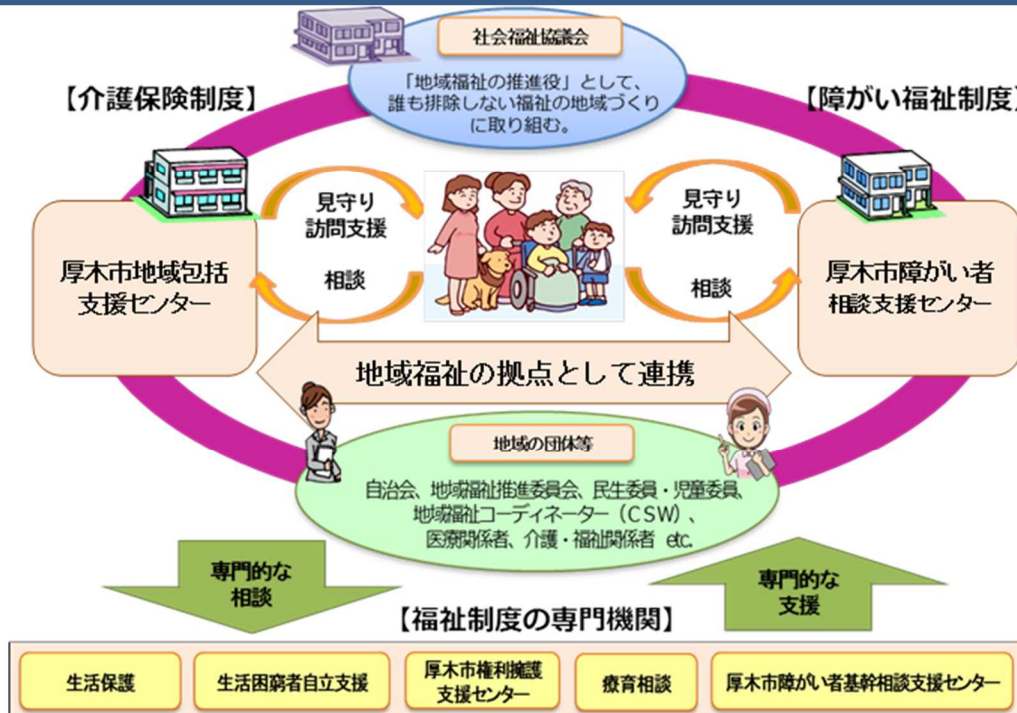 社会福祉協議会
「地域福祉の推進役」として、
誰も排除しない福祉の地域づくり
に取り組む。
【介護保険制度】
【障がい福祉制度】
見守り
訪問支援
相談
見守り
訪問支援
相談
厚木市地域包括
支援センター
厚木市障がい者
相談支援センター
地域福祉の拠点として連携
地域の団体等
自治会、地域福祉推進委員会、民生委員・児童委員、
地域福祉コーディネーター（CSW）、
医療関係者、介護・福祉関係者 etc.
専門的な
相談
専門的な
支援
【福祉制度の専門機関】
生活保護
生活困窮者自立支援
厚木市権利擁護
支援センター
療育相談
厚木市障がい者基幹相談支援センター